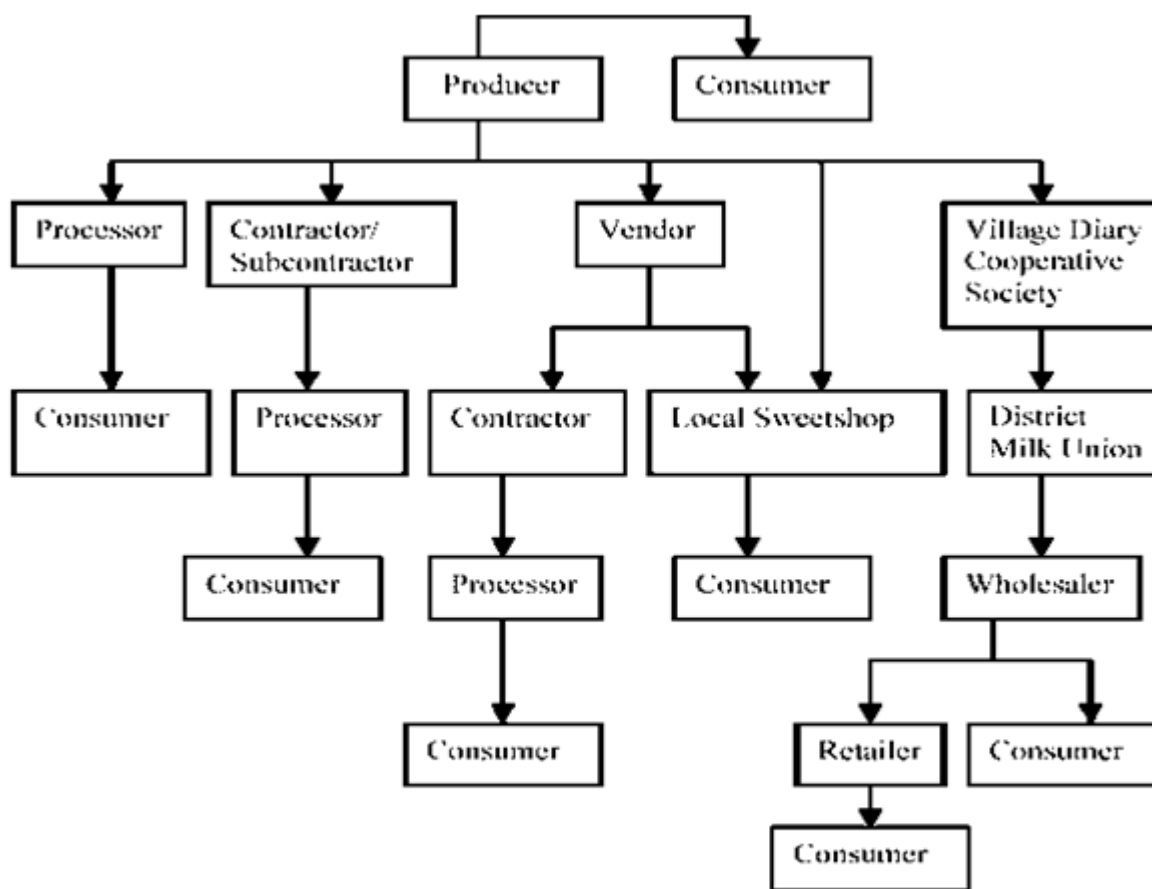 Producer
Consumer
Processor
Contractor/
Subcontractor
Vendor
Village Diary
Cooperative
Society
Consumer
Processor
Contractor
Local Sweetshop
District
Milk Union
Consumer
Processor
Consumer
Wholesaler
Consumer
Retailer
Consumer
Consumer